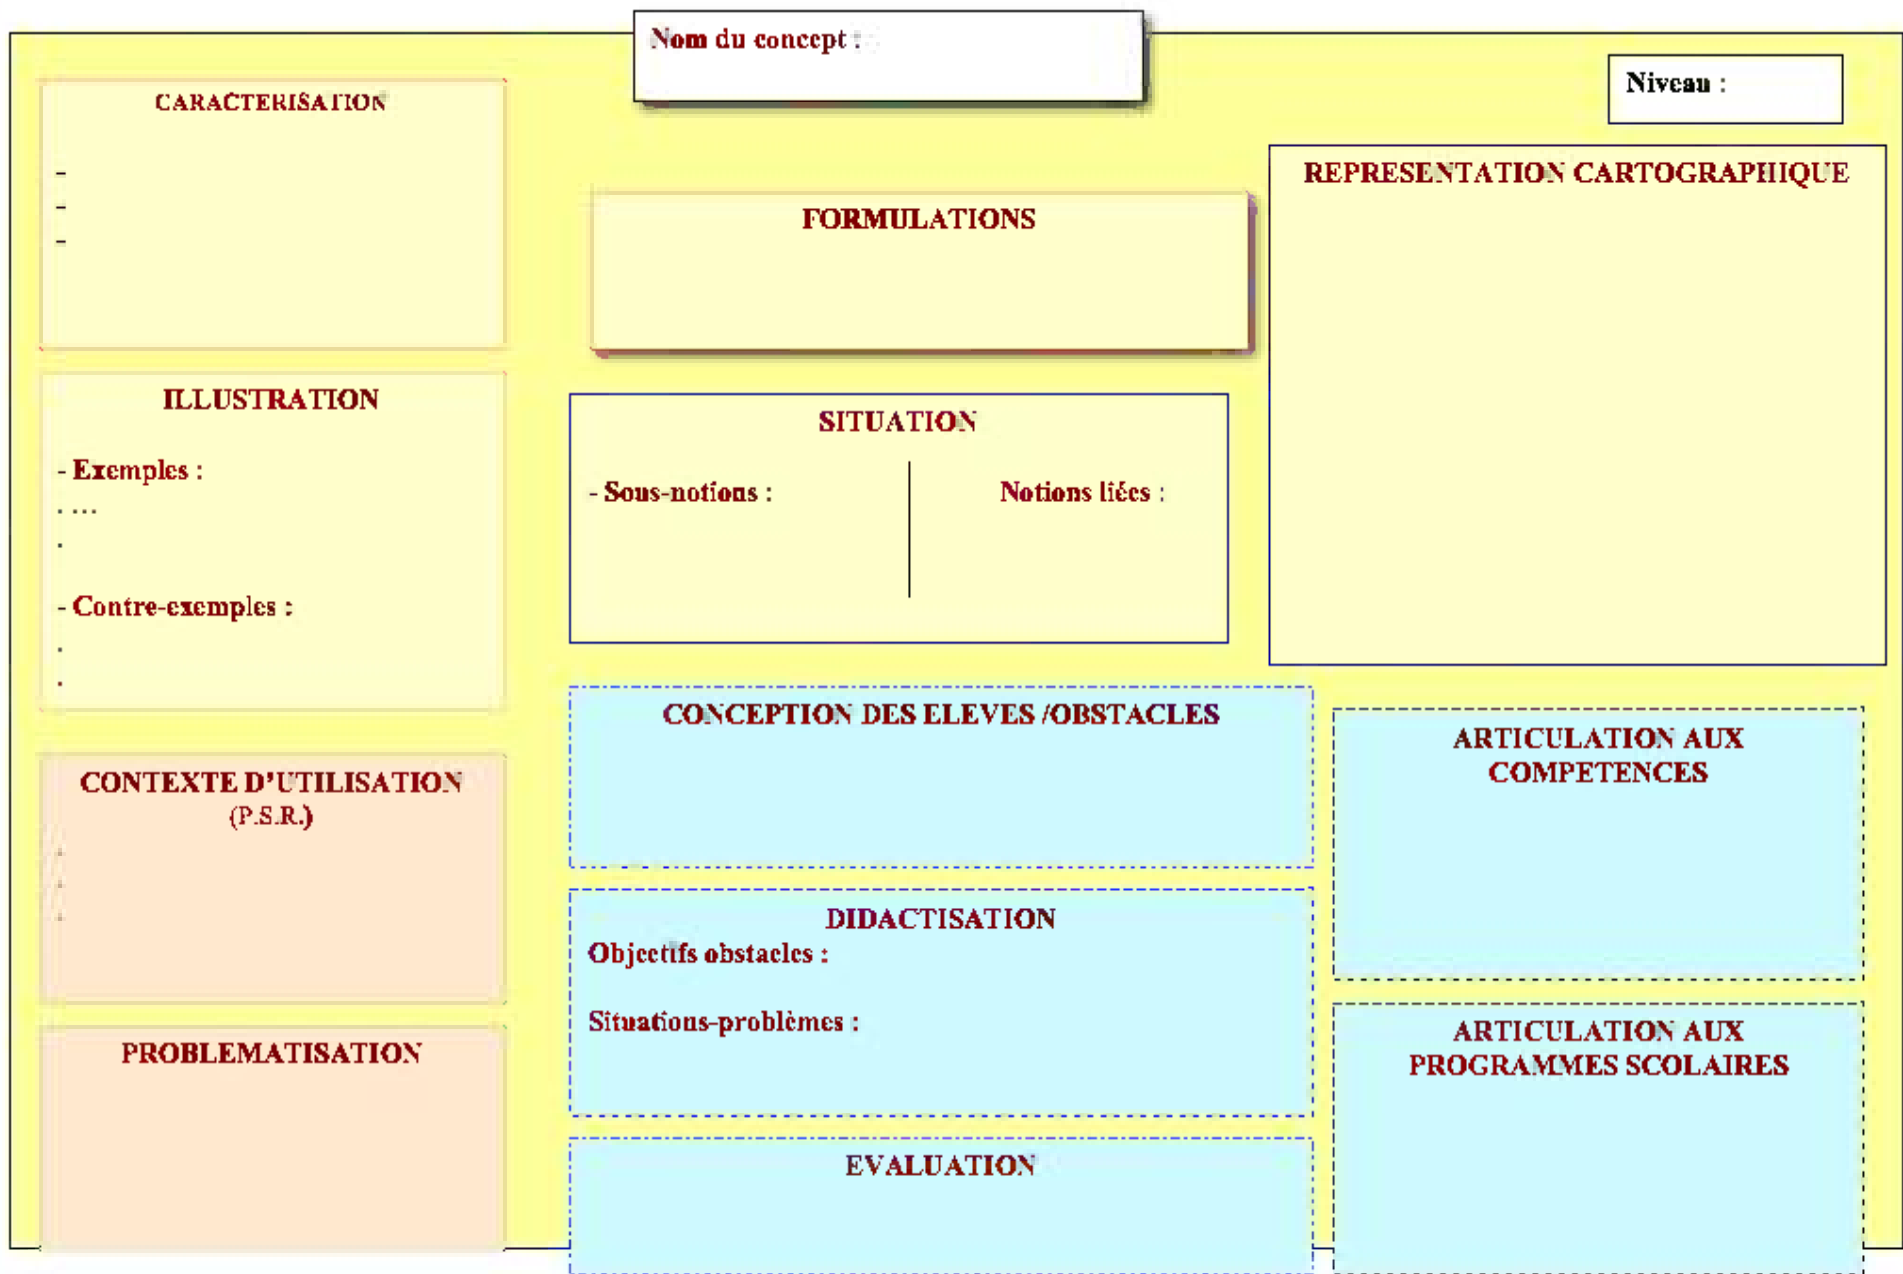 Nom du concept :
Niveau :
CARACTERISATION
-
-
-
FORMULATIONS
REPRESENTATION CARTOGRAPHIQUE
ILLUSTRATION
- Exemples :
. ...
.
- Contre-exemples :
.
.
SITUATION
- Sous-notions :
Notions liées :
CONTEXTE D'UTILISATION
(P.S.R.)
.
.
.
PROBLEMATISATION
CONCEPTION DES ELEVES /OBSTACLES
DIDACTISATION
Objectifs obstacles :
Situations-problèmes :
EVALUATION
ARTICULATION AUX
COMPETENCES
ARTICULATION AUX
PROGRAMMES SCOLAIRES